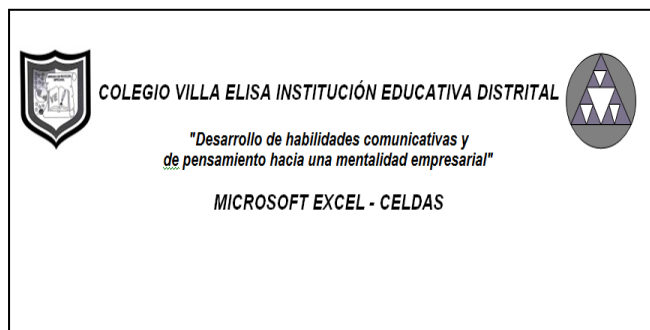 COLEGIO VILLA ELISA INSTITUCIÓN EDUCATIVA DISTRITAL
"Desarrollo de habilidades comunicativas y
de pensamiento hacia una mentalidad empresarial"
MICROSOFT EXCEL - CELDAS